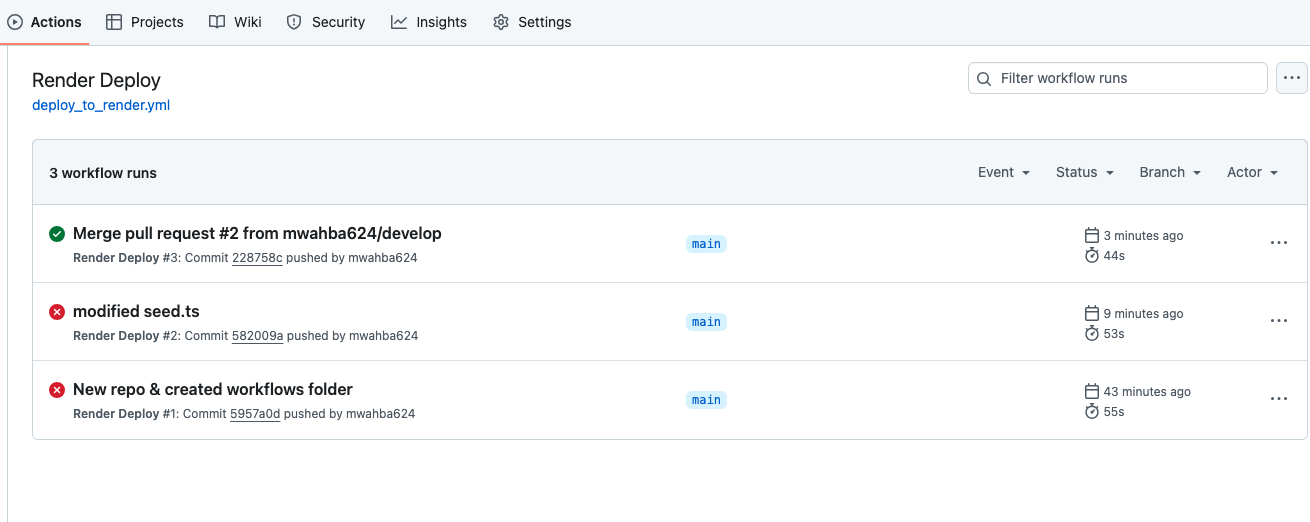 Actions Projects Wiki Security Insights Settings
Render Deploy
Filter workflow runs
deploy_to_render.yml
3 workflow runs
Event Status Branch Actor
Merge pull request #2 from mwahba624/develop
Render Deploy #3: Commit 228758c pushed by mwahba624
main
3 minutes ago
44s
modified seed.ts
Render Deploy #2: Commit 582009a pushed by mwahba624
main
9 minutes ago
53s
New repo & created workflows folder
Render Deploy #1: Commit 5957a0d pushed by mwahba624
main
43 minutes ago
55s